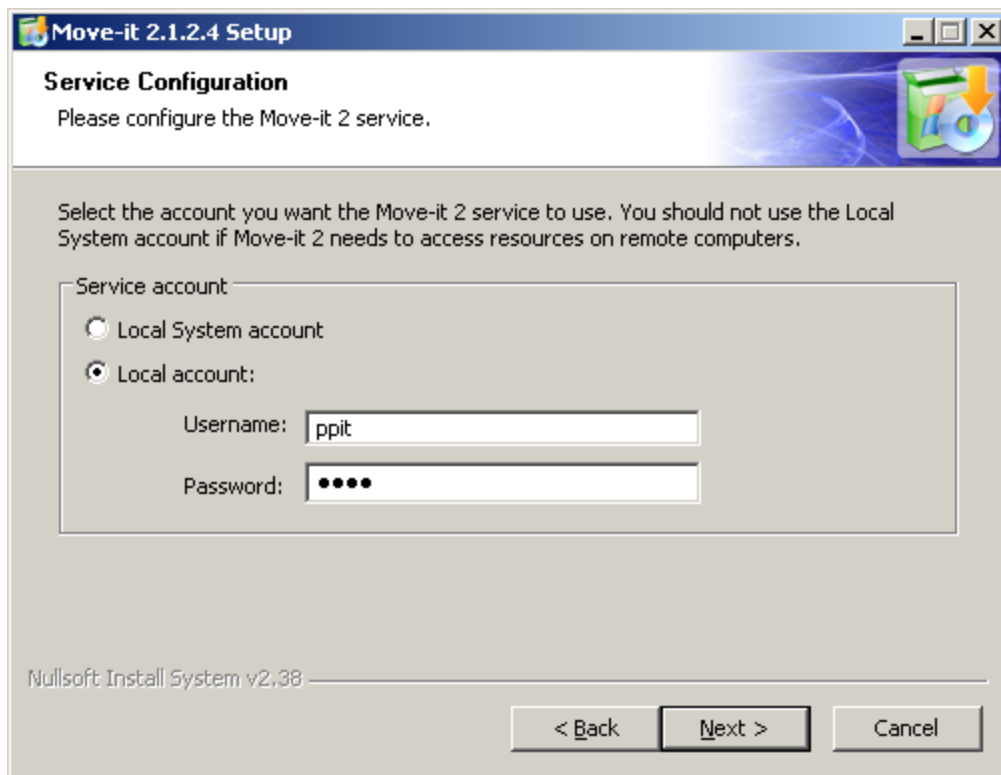 Move-it 2.1.2.4 Setup
Service Configuration
Please configure the Move-it 2 service.
Select the account you want the Move-it 2 service to use. You should not use the Local
System account if Move-it 2 needs to access resources on remote computers.
Service account
Local System account
Local account:
Username: ppit
Password: ●●●●
Nullsoft Install System v2.38
< Back Next > Cancel